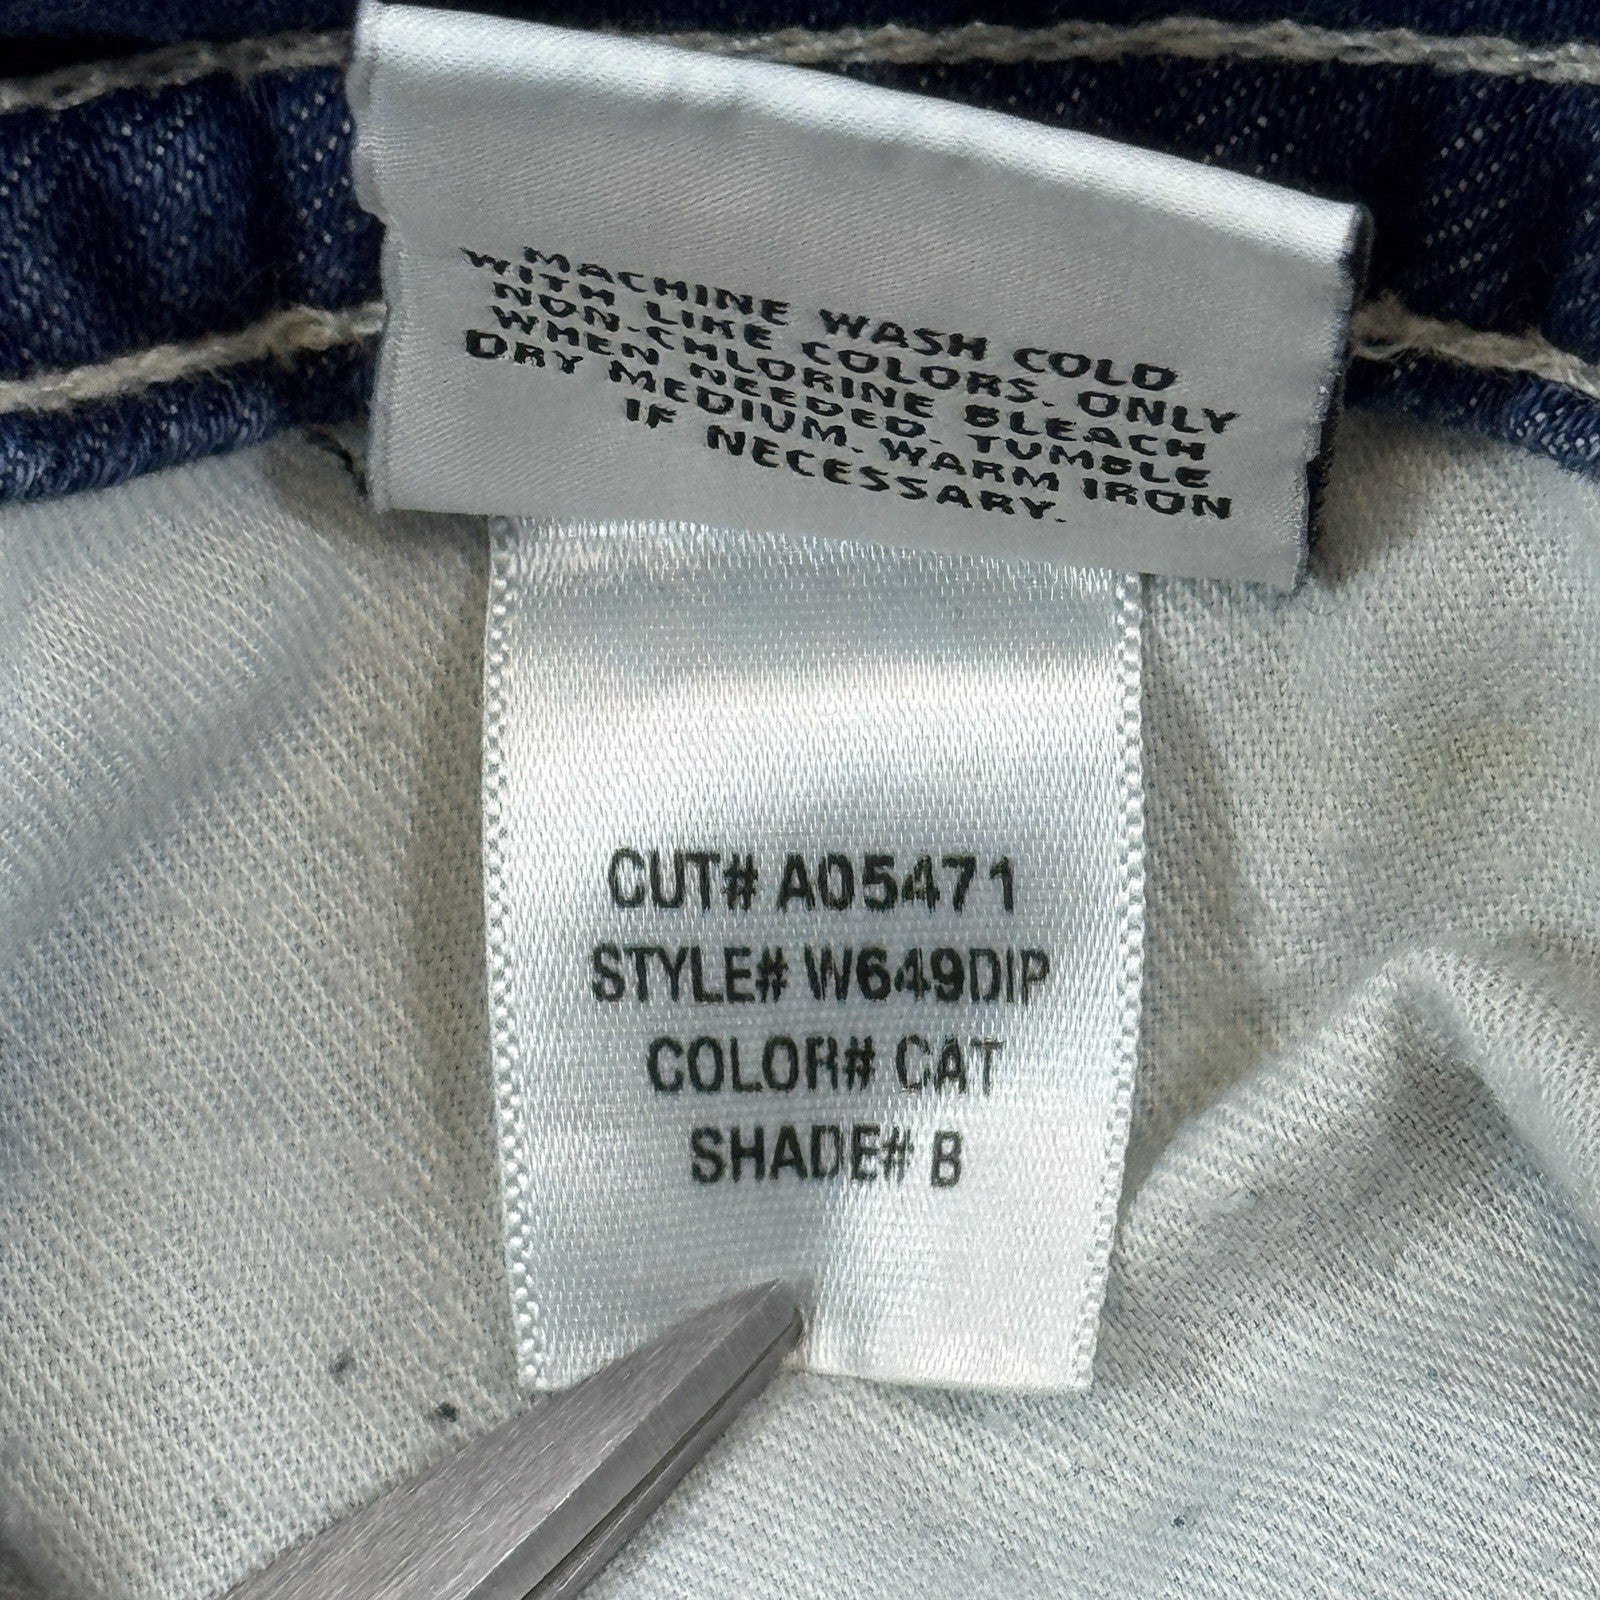 MACHINE WASH COLD
WITH LIKE COLORS. ONLY
NON-CHLORINE BLEACH
WHEN NEEDED. TUMBLE
DRY MEDIUM. WARM IRON
IF NECESSARY.
CUT# A05471
STYLE# W649DIP
COLOR# CAT
SHADE# B